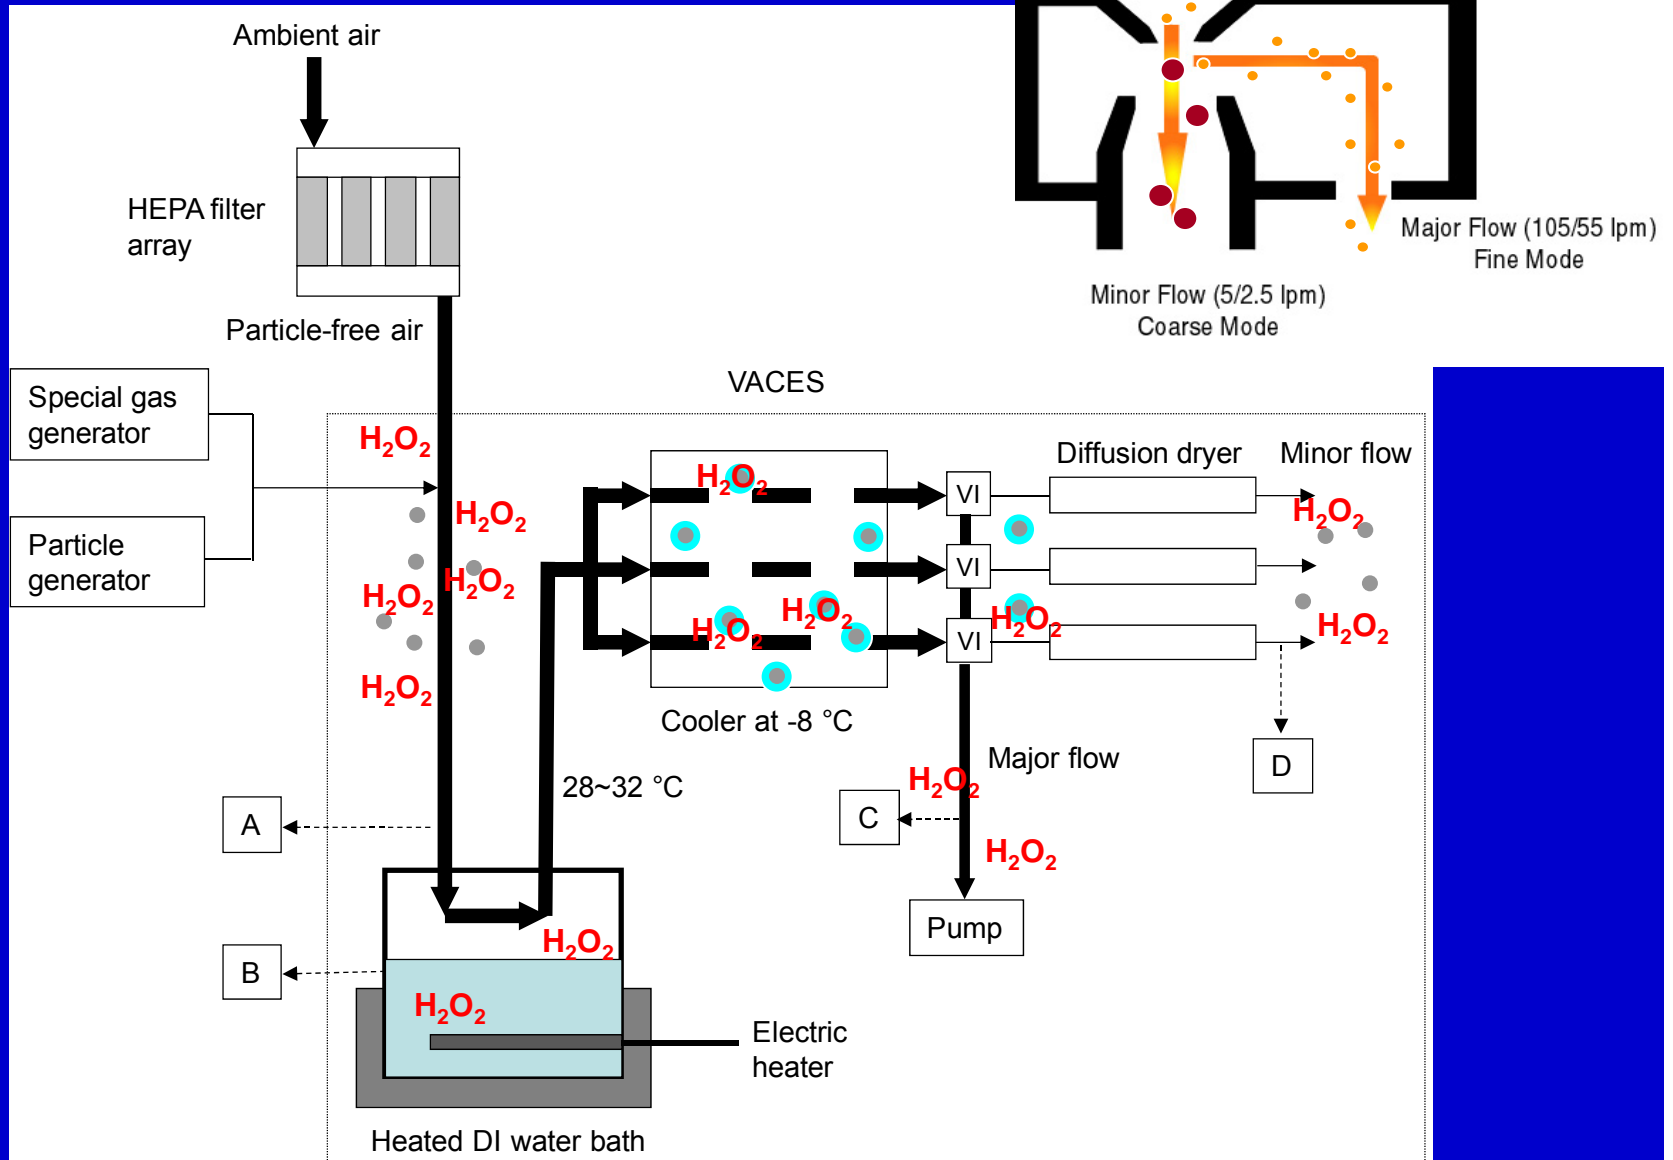 Ambient air
HEPA filter
array
Particle-free air
Major Flow (105/55 lpm)
Fine Mode
Minor Flow (5/2.5 lpm)
Coarse Mode
VACES
Special gas
generator
Particle
generator
H₂O₂
H₂O₂
H₂O₂
H₂O₂
H₂O₂
H₂O₂
H₂O₂
H₂O₂
Cooler at -8 °C
28~32 °C
VI
VI
VI
Diffusion dryer
Minor flow
H₂O₂
H₂O₂
H₂O₂
Major flow
H₂O₂
H₂O₂
A
B
C
D
Pump
H₂O₂
H₂O₂
Electric
heater
Heated DI water bath